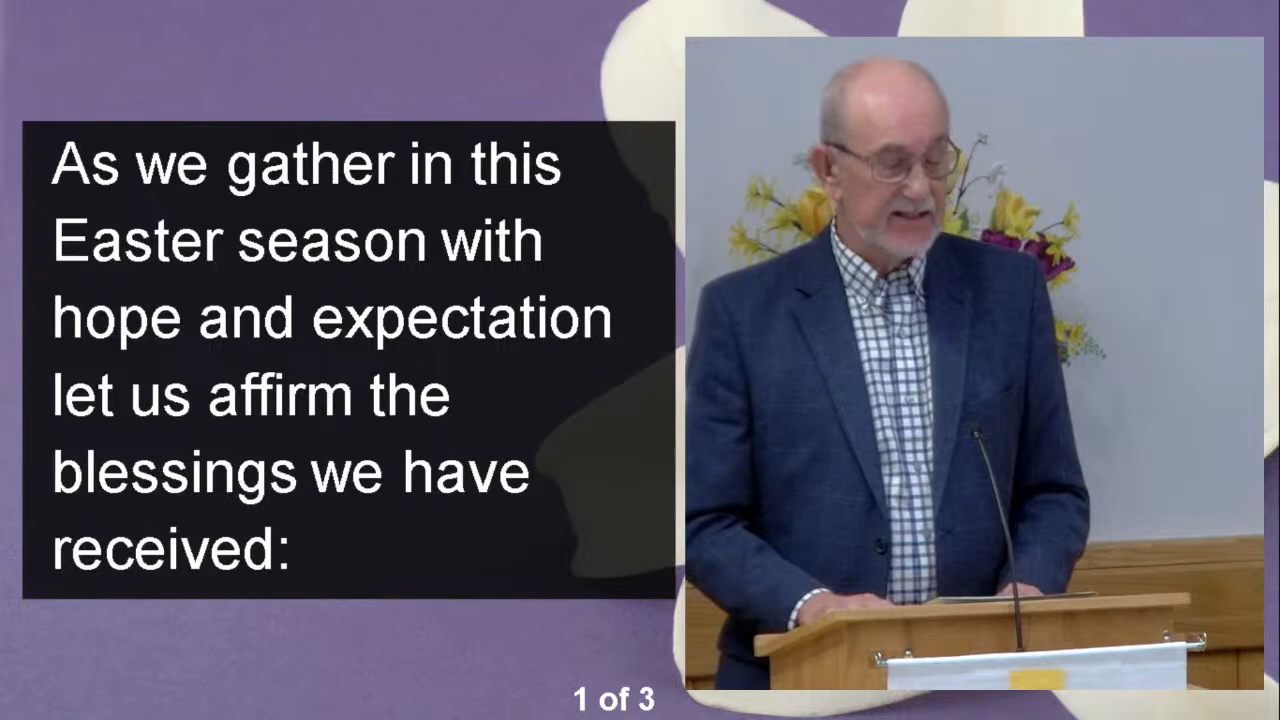 As we gather in this
Easter season with
hope and expectation
let us affirm the
blessings we have
received:
1 of 3